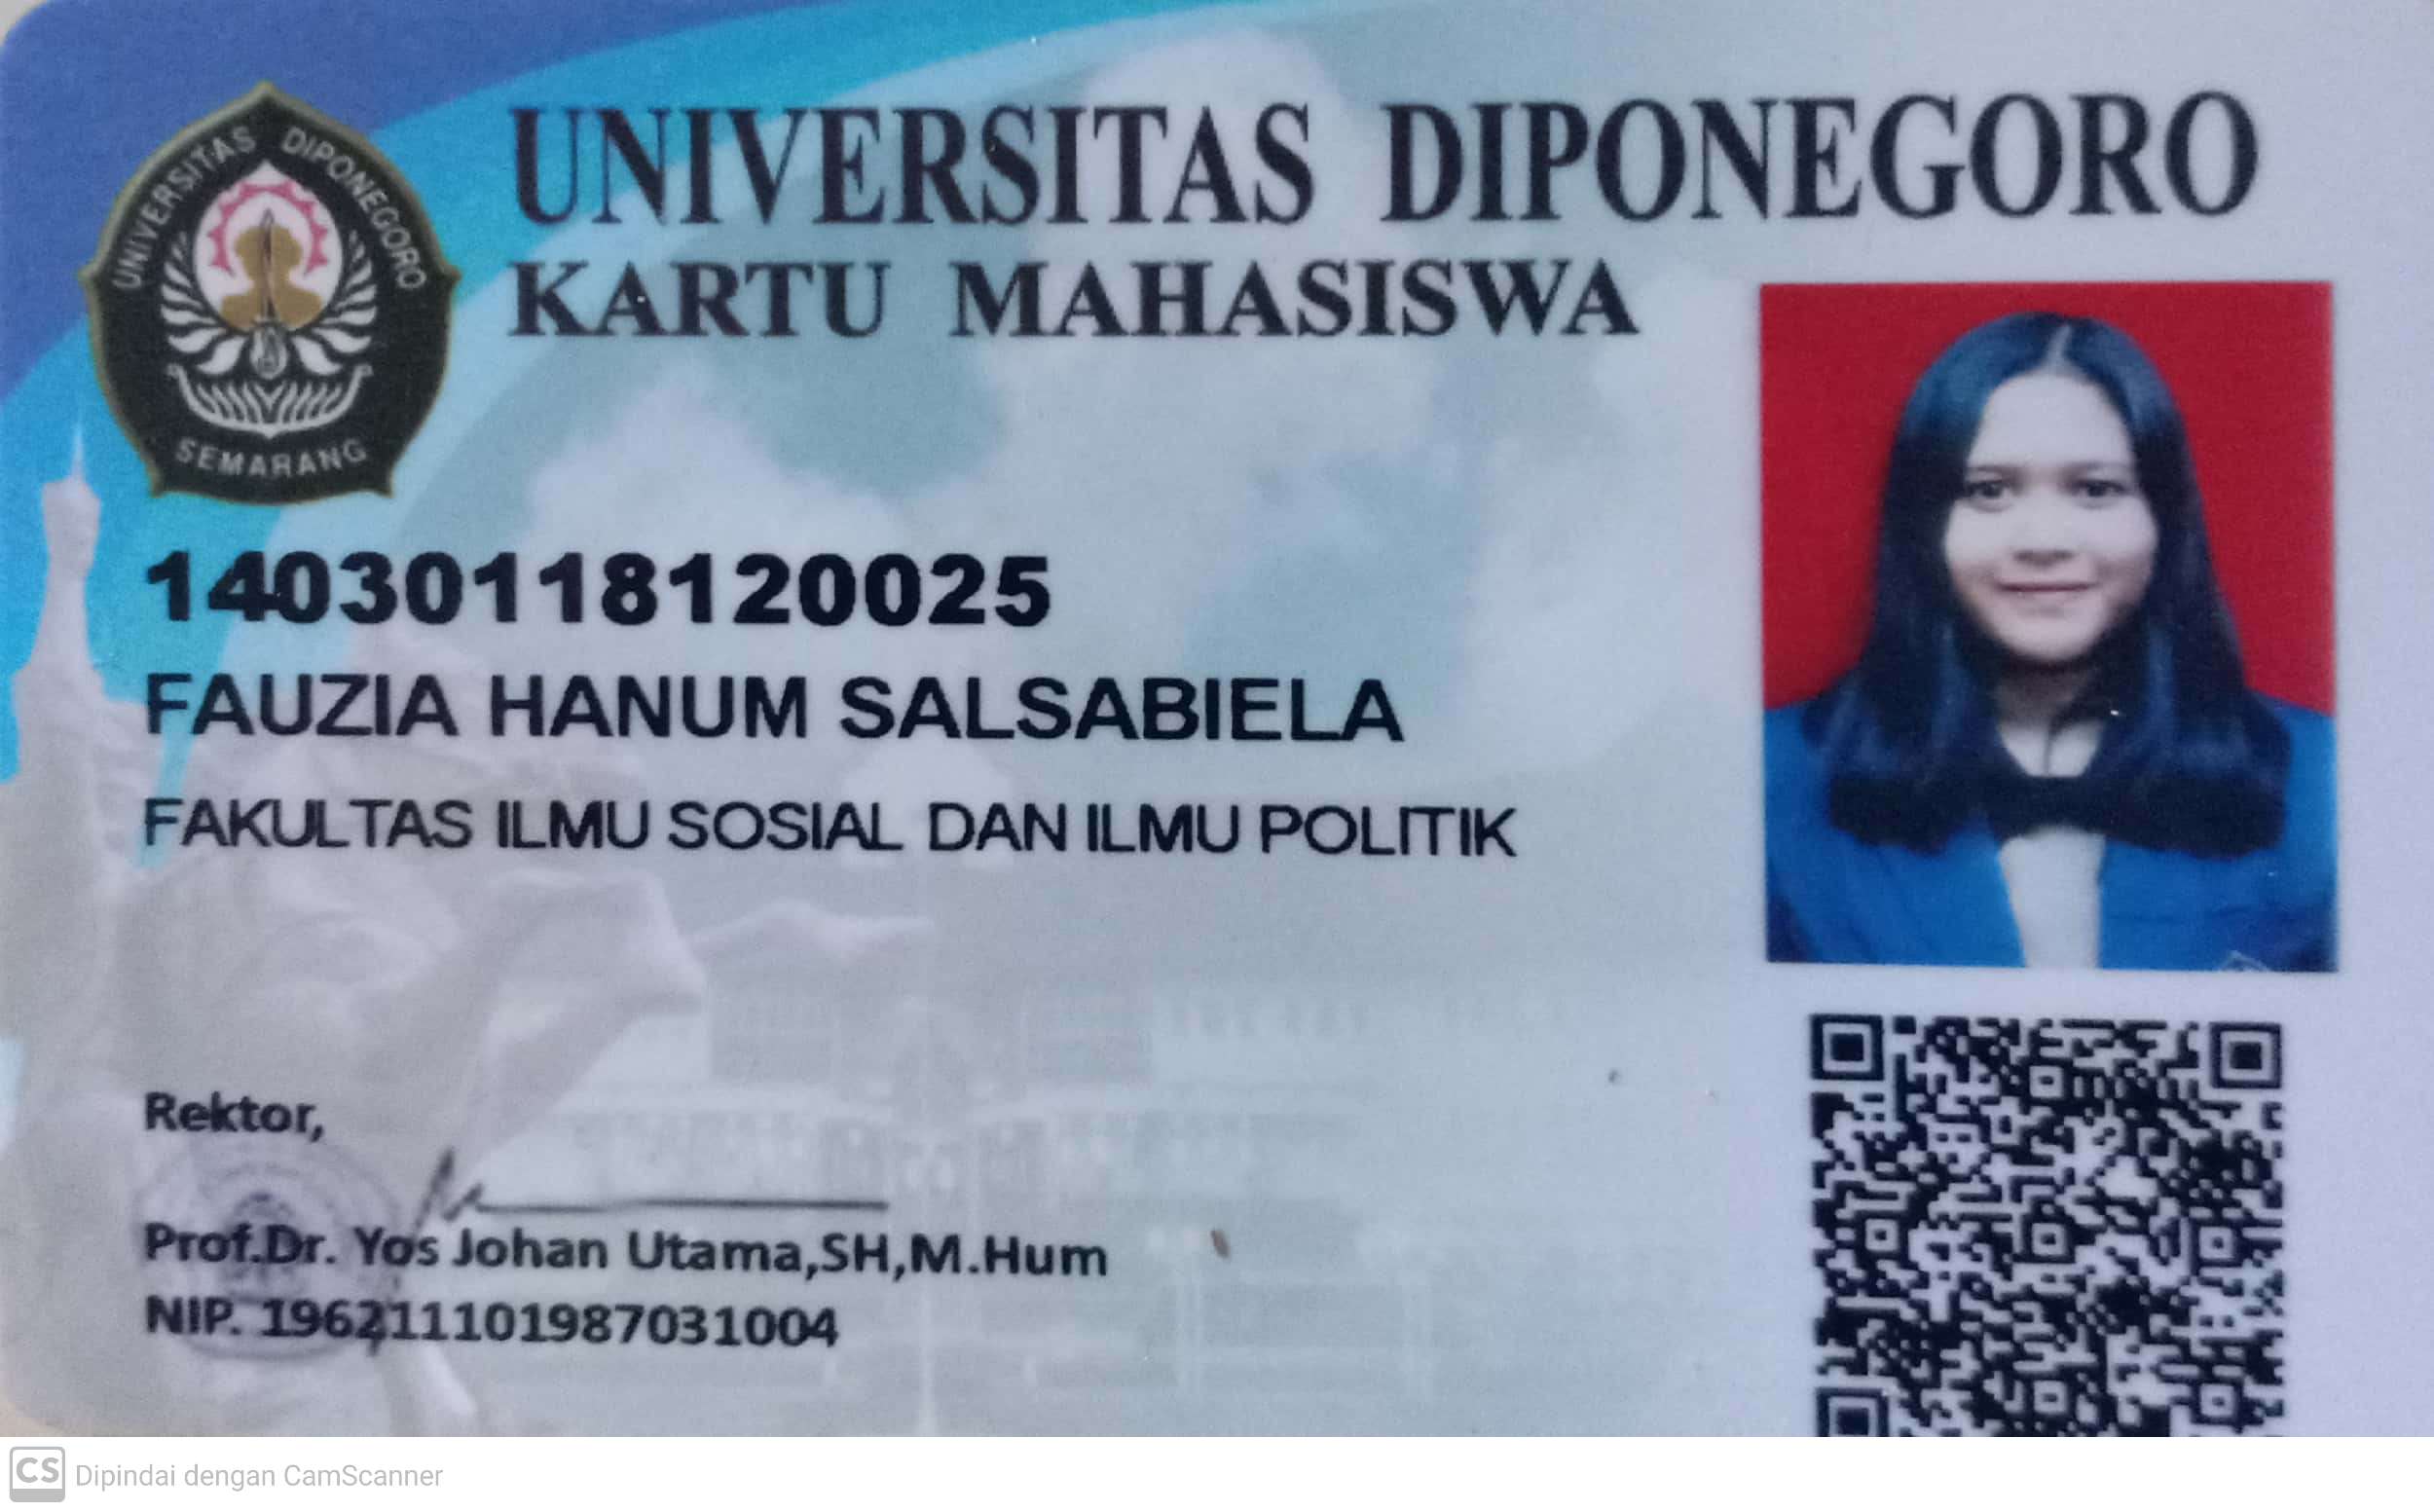 UNIVERSITAS DIPONEGORO
KARTU MAHASISWA
UNIVERSITAS DIPONEGORO
SEMARANG
14030118120025
FAUZIA HANUM SALSABIELA
FAKULTAS ILMU SOSIAL DAN ILMU POLITIK
Rektor,
Prof.Dr. Yos Johan Utama,SH,M.Hum
NIP. 196211101987031004
CS Dipindai dengan CamScanner